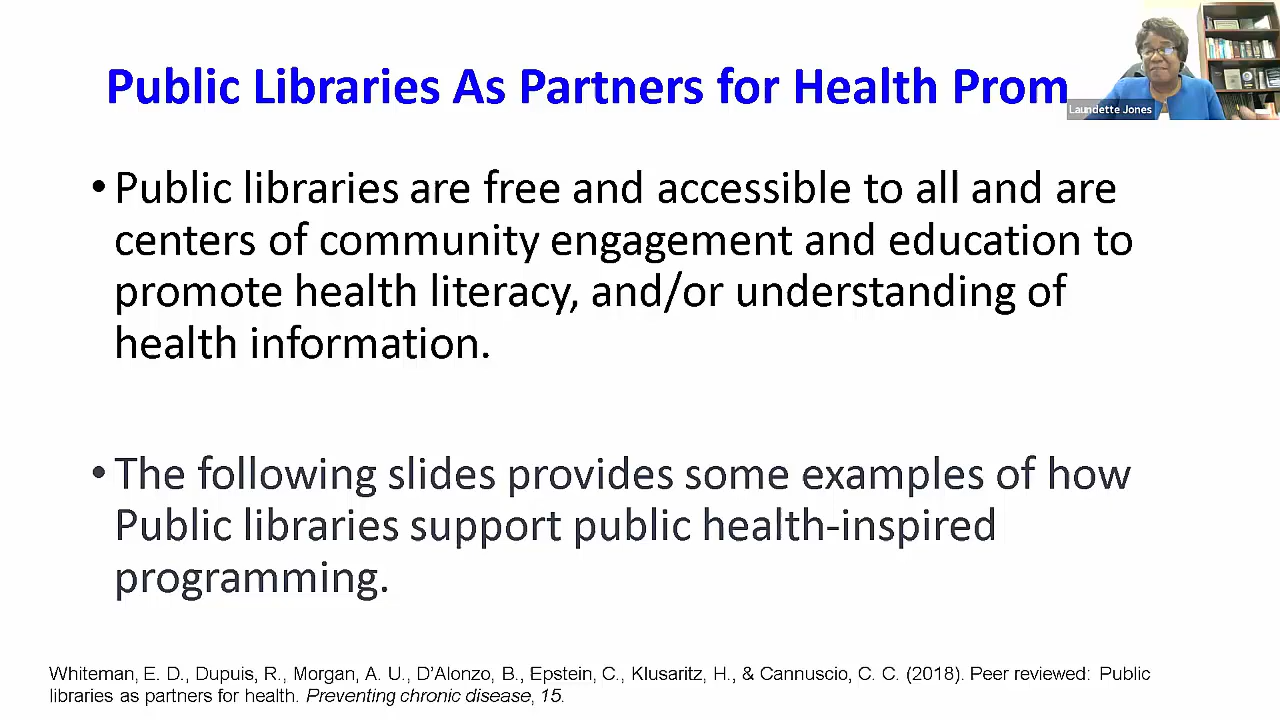 Public Libraries As Partners for Health Prom
Laundette Jones
• Public libraries are free and accessible to all and are
centers of community engagement and education to
promote health literacy, and/or understanding of
health information.
• The following slides provides some examples of how
Public libraries support public health-inspired
programming.
Whiteman, E. D., Dupuis, R., Morgan, A. U., D’Alonzo, B., Epstein, C., Klusaritz, H., & Cannuscio, C. C. (2018). Peer reviewed: Public
libraries as partners for health. Preventing chronic disease, 15.